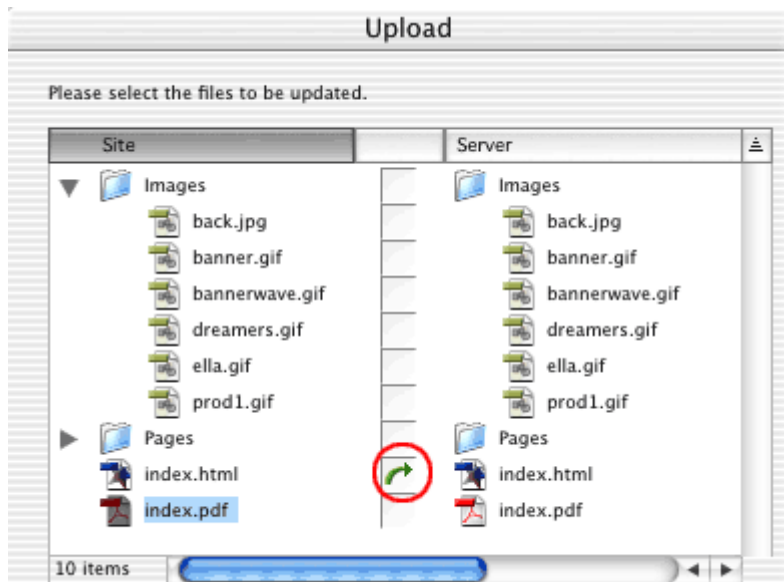 Upload
Please select the files to be updated.
Site Server
Images Images
back.jpg back.jpg
banner.gif banner.gif
bannerwave.gif bannerwave.gif
dreamers.gif dreamers.gif
ella.gif ella.gif
prod1.gif prod1.gif
Pages Pages
index.html index.html
index.pdf index.pdf
10 items